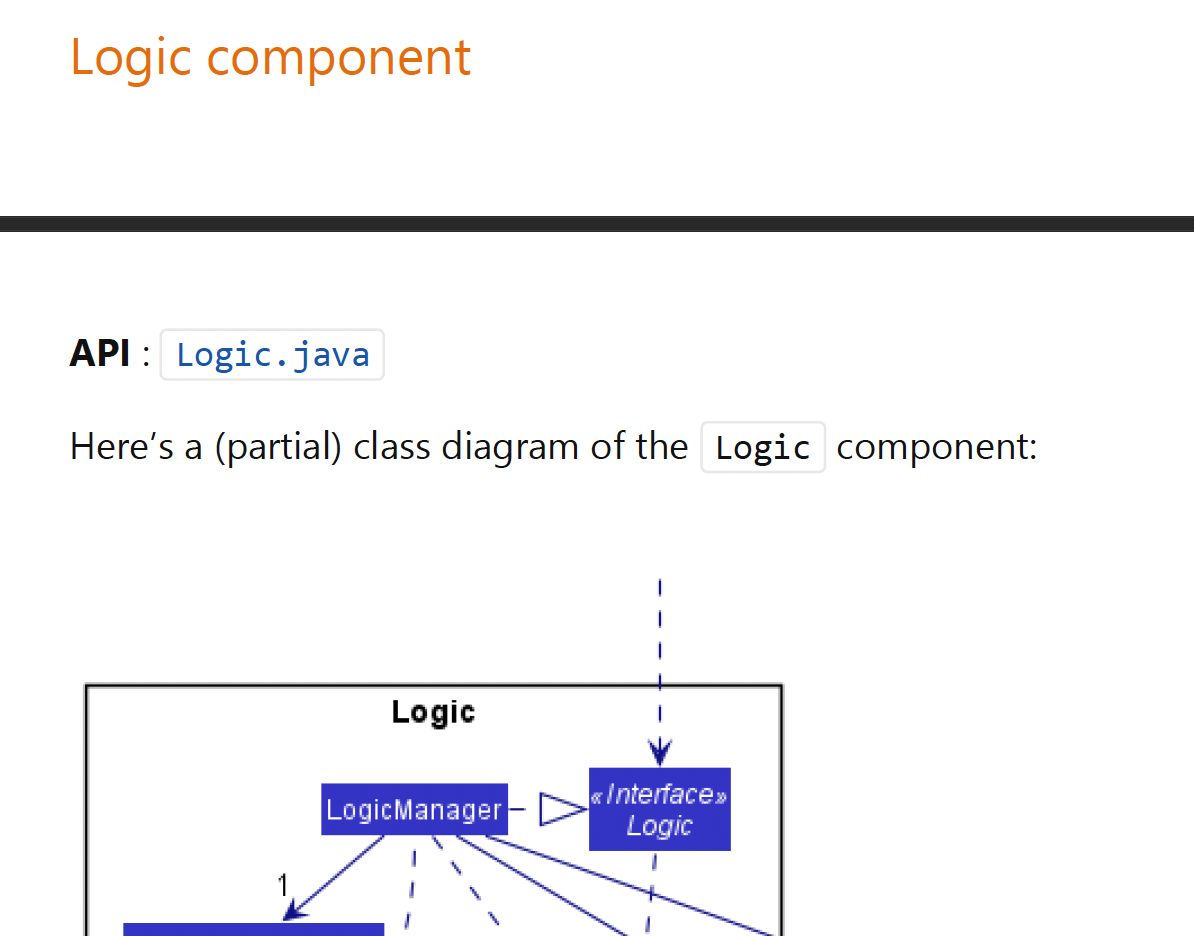 Logic component
API : Logic.java
Here’s a (partial) class diagram of the Logic component:
Logic
LogicManager
«Interface»
Logic
1